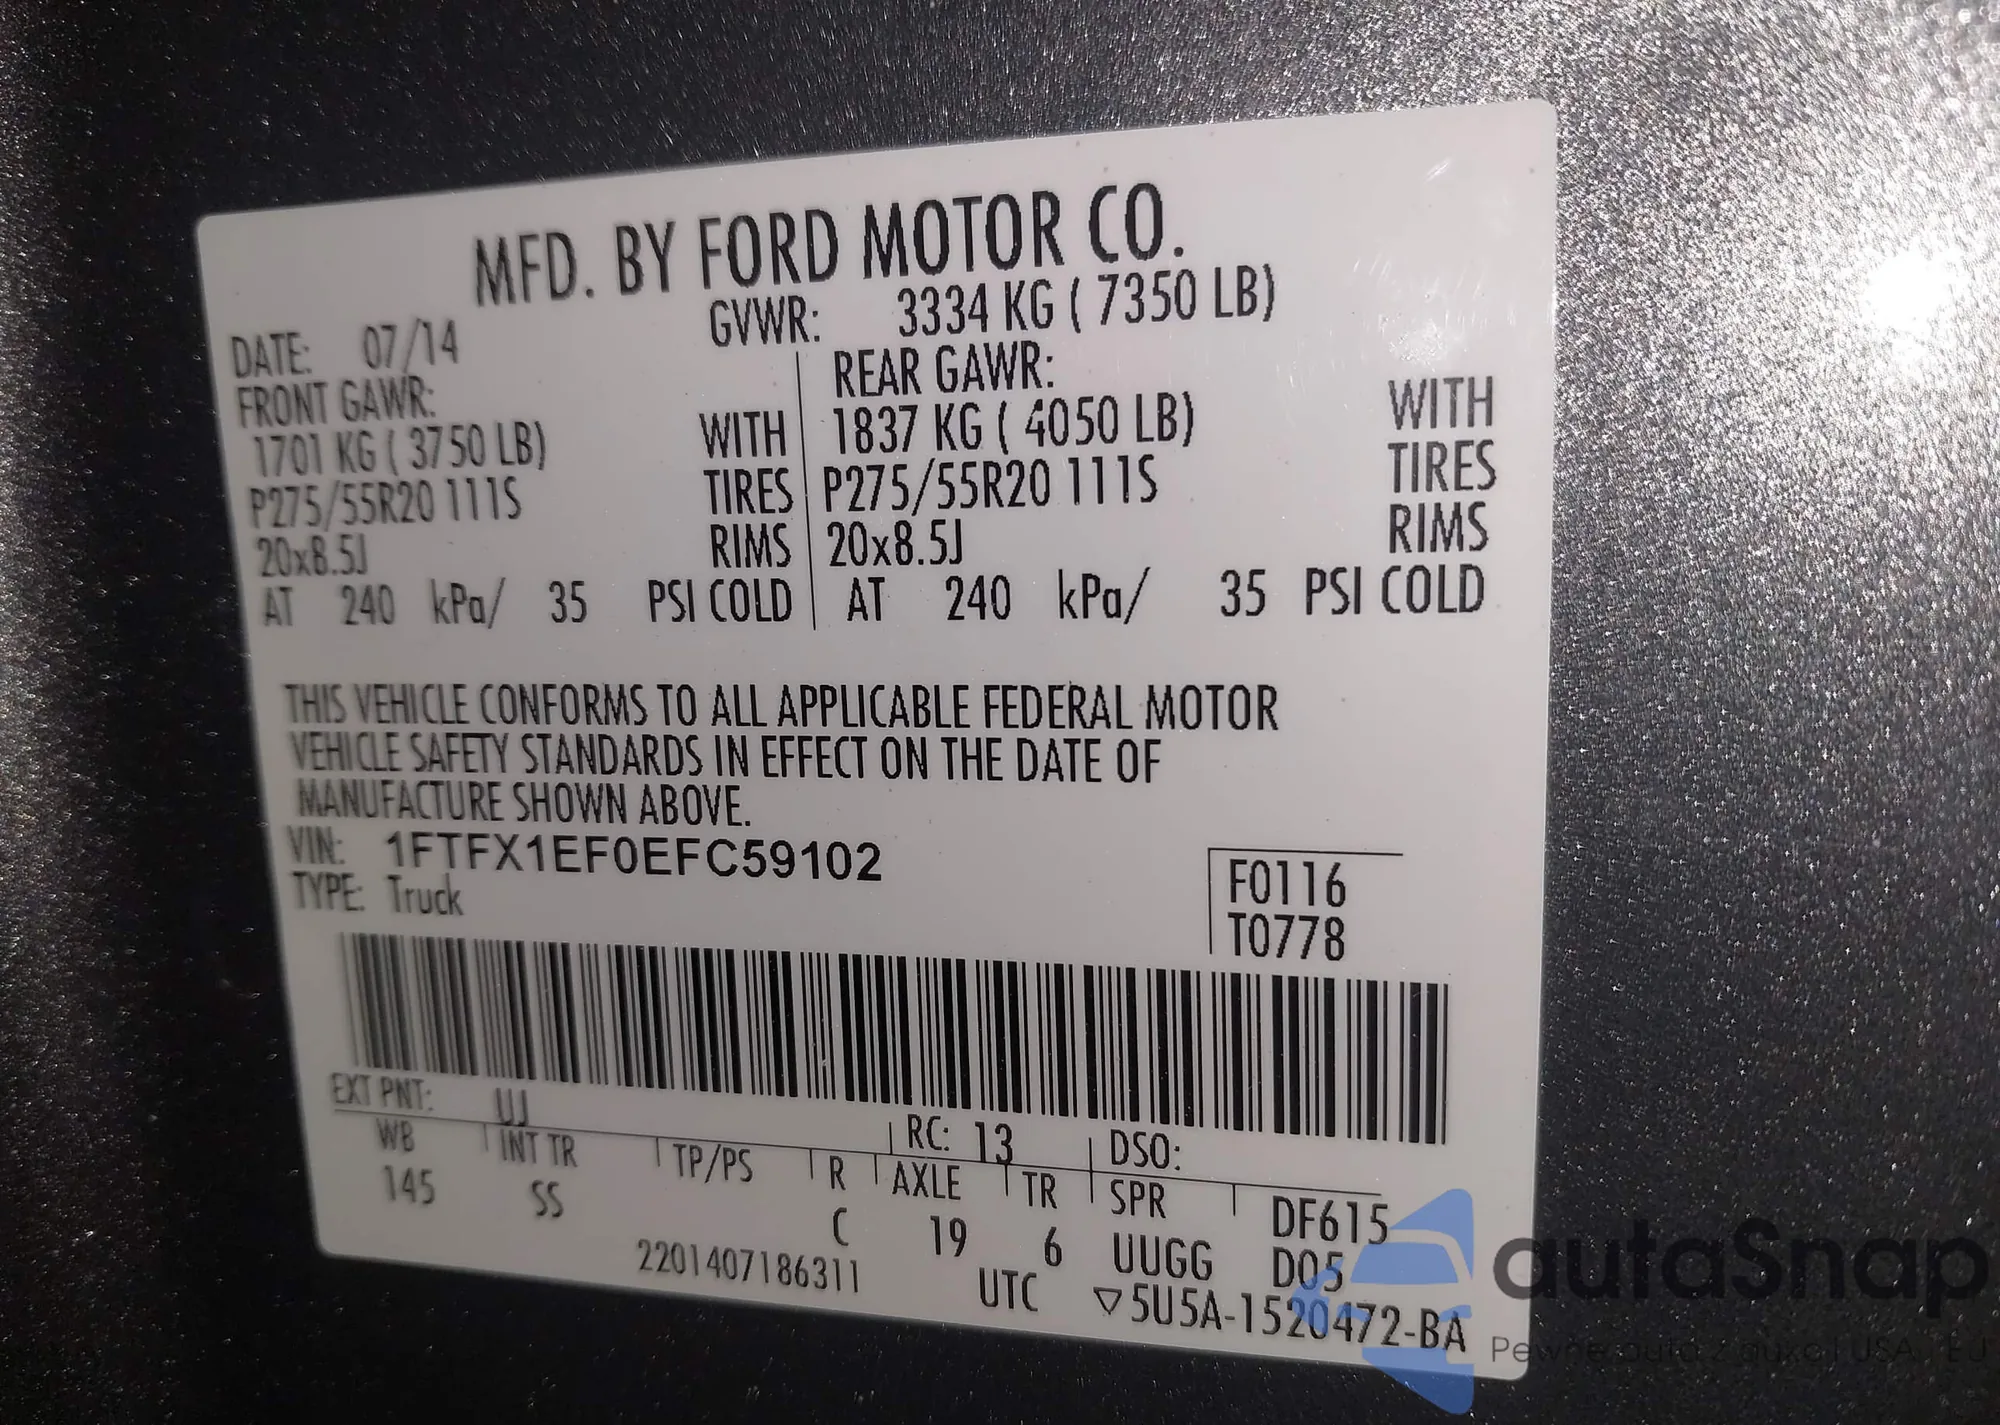 MFD. BY FORD MOTOR CO.
DATE: 07/14
GVWR: 3334 KG ( 7350 LB)
FRONT GAWR:
1701 KG ( 3750 LB) WITH
P275/55R20 111S TIRES
20x8.5J RIMS
AT 240 kPa/ 35 PSI COLD
REAR GAWR:
1837 KG ( 4050 LB) WITH
P275/55R20 111S TIRES
20x8.5J RIMS
AT 240 kPa/ 35 PSI COLD
THIS VEHICLE CONFORMS TO ALL APPLICABLE FEDERAL MOTOR
VEHICLE SAFETY STANDARDS IN EFFECT ON THE DATE OF
MANUFACTURE SHOWN ABOVE.
VIN: 1FTFX1EF0EFC59102
TYPE: Truck
F0116
T0778
EXT PNT: UJ RC: 13 DSO:
WB INT TR TP/PS R AXLE TR SPR DF615
145 SS C 19 6 UUGG D05
2201407186311 UTC ▽5U5A-1520472-BA
autaSnap
Pewne auta z aukcji USA i EU